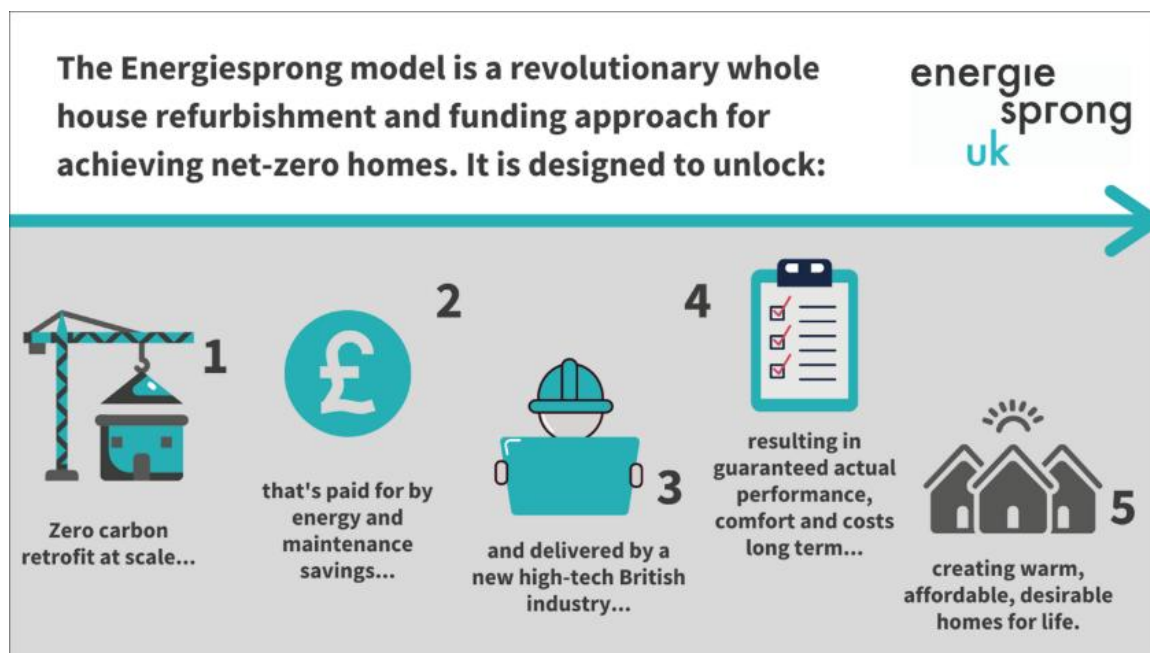 The Energiesprong model is a revolutionary whole
house refurbishment and funding approach for
achieving net-zero homes. It is designed to unlock:
energie
sprong
uk
1
Zero carbon
retrofit at scale...
2
£
that's paid for by
energy and
maintenance
savings...
3
and delivered by a
new high-tech British
industry...
4
resulting in
guaranteed actual
performance,
comfort and costs
long term...
5
creating warm,
affordable, desirable
homes for life.